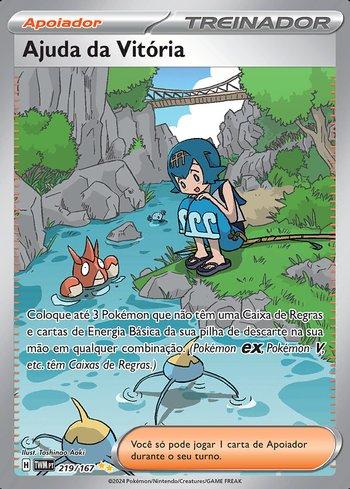 Apoiador
TREINADOR
Ajuda da Vitória
Coloque até 3 Pokémon que não têm uma Caixa de Regras
e cartas de Energia Básica da sua pilha de descarte na sua
mão em qualquer combinação. (Pokémon ex, Pokémon V,
etc. têm Caixas de Regras.)
Você só pode jogar 1 carta de Apoiador
durante o seu turno.
Ilust. Toshinao Aoki
H TWM PT 219/167
©2024 Pokémon/Nintendo/Creatures/GAME FREAK